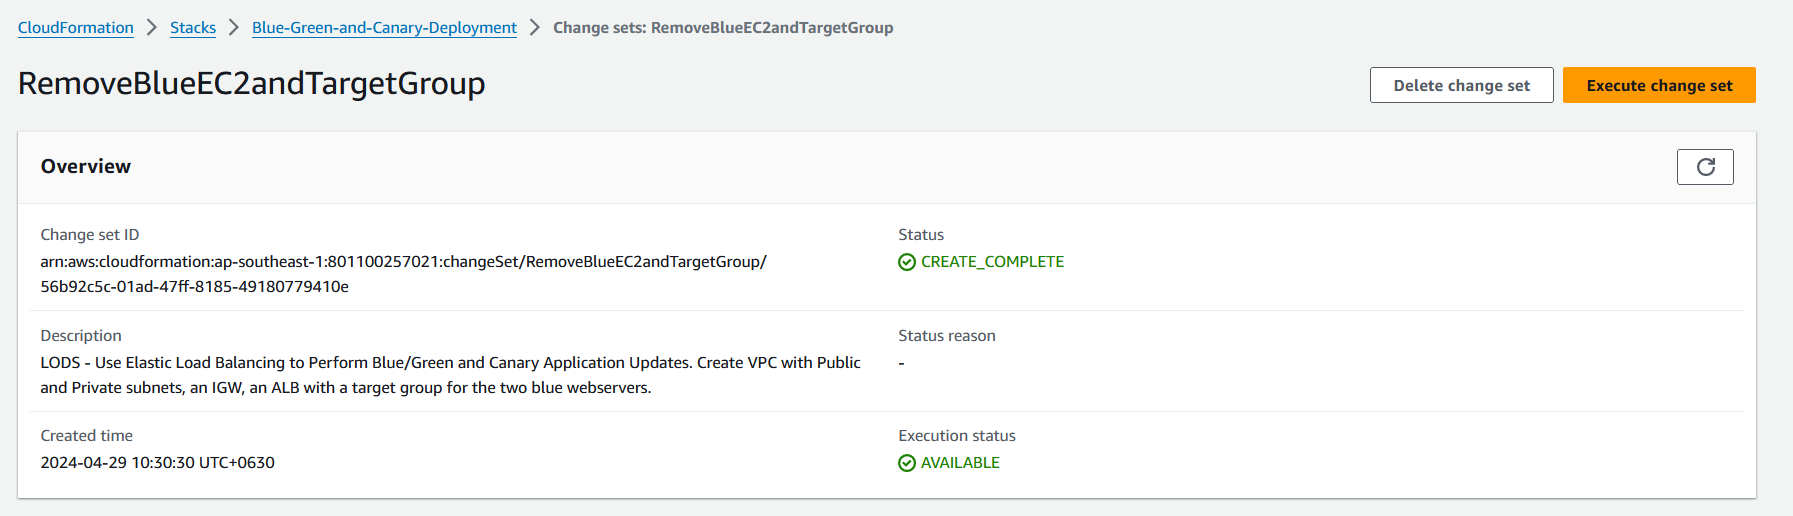 CloudFormation > Stacks > Blue-Green-and-Canary-Deployment > Change sets: RemoveBlueEC2andTargetGroup
RemoveBlueEC2andTargetGroup
Delete change set
Execute change set
Overview
Change set ID
arn:aws:cloudformation:ap-southeast-1:801100257021:changeSet/RemoveBlueEC2andTargetGroup/
56b92c5c-01ad-47ff-8185-49180779410e
Status
CREATE_COMPLETE
Description
LODS - Use Elastic Load Balancing to Perform Blue/Green and Canary Application Updates. Create VPC with Public
and Private subnets, an IGW, an ALB with a target group for the two blue webservers.
Status reason
-
Created time
2024-04-29 10:30:30 UTC+0630
Execution status
AVAILABLE